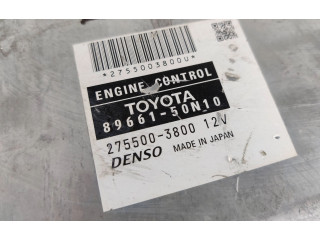 *2755003800U*
ENGINE CONTROL
TOYOTA
89661-50N10
275500-3800 12V
DENSO MADE IN JAPAN